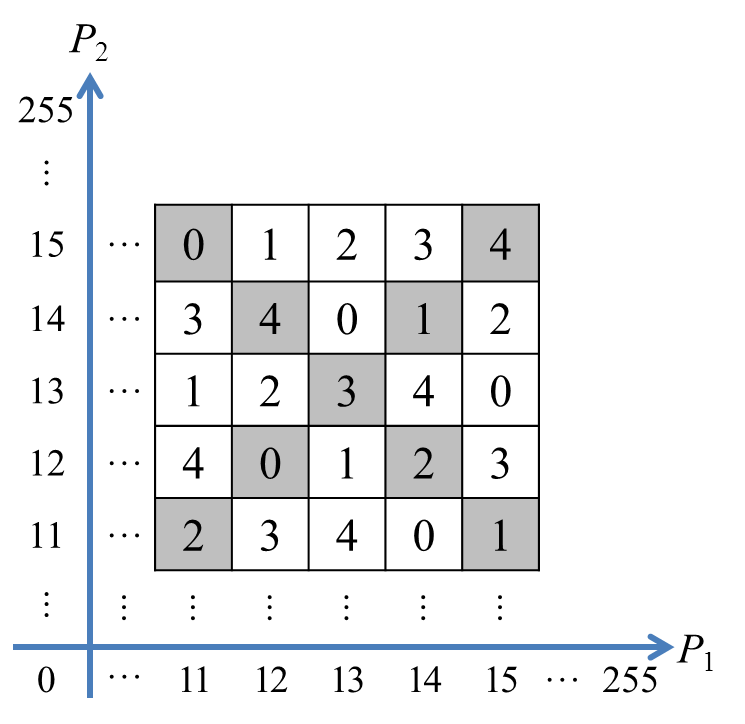 P₂
255
⋮
15 ⋯ 0 1 2 3 4
14 ⋯ 3 4 0 1 2
13 ⋯ 1 2 3 4 0
12 ⋯ 4 0 1 2 3
11 ⋯ 2 3 4 0 1
⋮ ⋮ ⋮ ⋮ ⋮ ⋮ ⋮
P₁
0 ⋯ 11 12 13 14 15 ⋯ 255